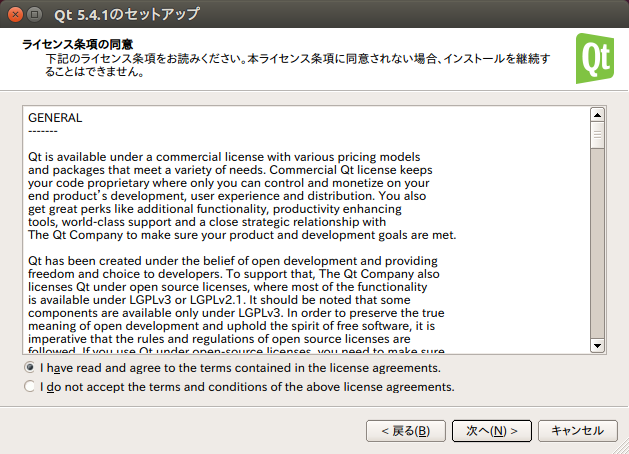 Qt 5.4.1のセットアップ
ライセンス条項の同意
下記のライセンス条項をお読みください。本ライセンス条項に同意されない場合、インストールを継続す
ることはできません。
Qt
GENERAL
-------
Qt is available under a commercial license with various pricing models
and packages that meet a variety of needs. Commercial Qt license keeps
your code proprietary where only you can control and monetize on your
end product’s development, user experience and distribution. You also
get great perks like additional functionality, productivity enhancing
tools, world-class support and a close strategic relationship with
The Qt Company to make sure your product and development goals are met.
Qt has been created under the belief of open development and providing
freedom and choice to developers. To support that, The Qt Company also
licenses Qt under open source licenses, where most of the functionality
is available under LGPLv3 or LGPLv2.1. It should be noted that some
components are available only under LGPLv3. In order to preserve the true
meaning of open development and uphold the spirit of free software, it is
imperative that the rules and regulations of open source licenses are
followed. If you use Qt under open-source licenses, you need to make sure
I have read and agree to the terms contained in the license agreements.
I do not accept the terms and conditions of the above license agreements.
< 戻る(B)
次へ(N) >
キャンセル